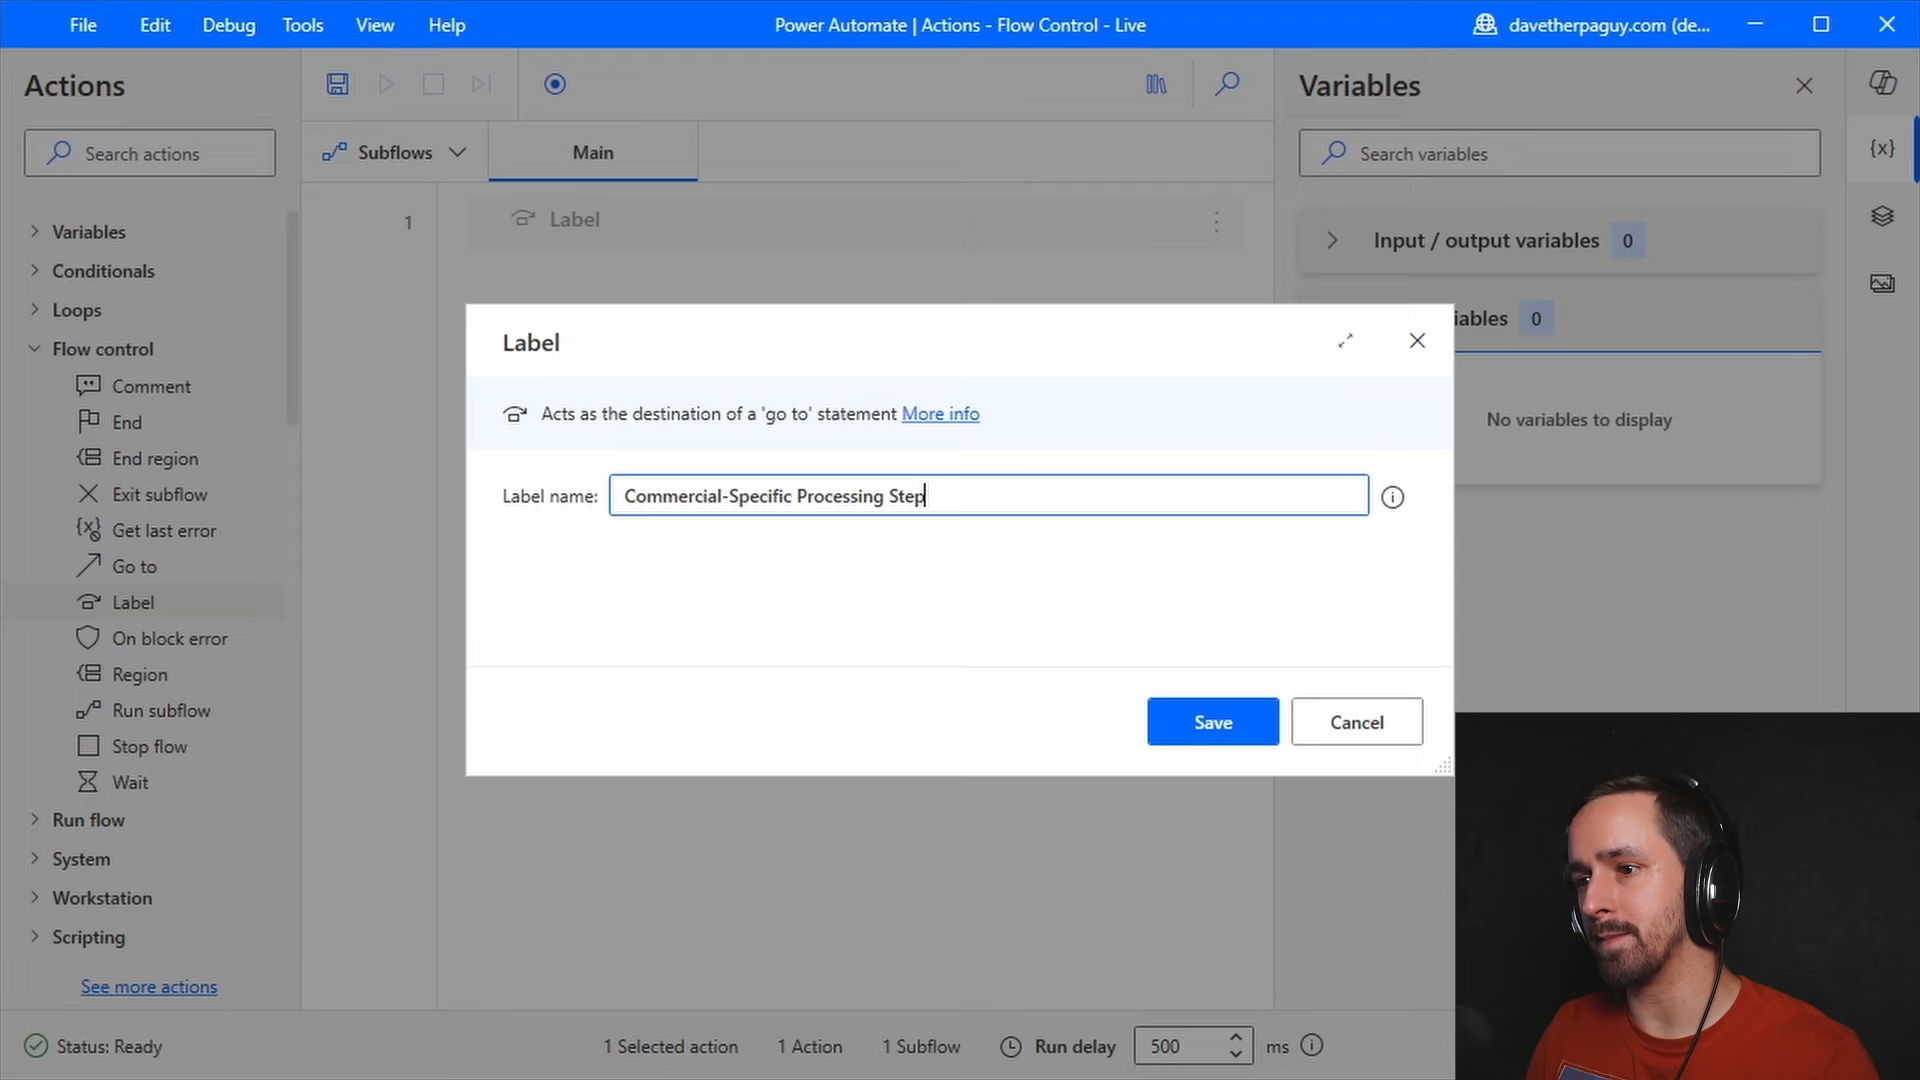 File Edit Debug Tools View Help
Power Automate | Actions - Flow Control - Live
davetherpaguy.com (de...
Actions
Search actions
Variables
Conditionals
Loops
Flow control
Comment
End
End region
Exit subflow
Get last error
Go to
Label
On block error
Region
Run subflow
Stop flow
Wait
Run flow
System
Workstation
Scripting
See more actions
Subflows
Main
1
Label
Label
Acts as the destination of a 'go to' statement More info
Label name: Commercial-Specific Processing Step
Save Cancel
Variables
{x}
Search variables
Input / output variables 0
iables 0
No variables to display
Status: Ready
1 Selected action
1 Action
1 Subflow
Run delay 500 ms